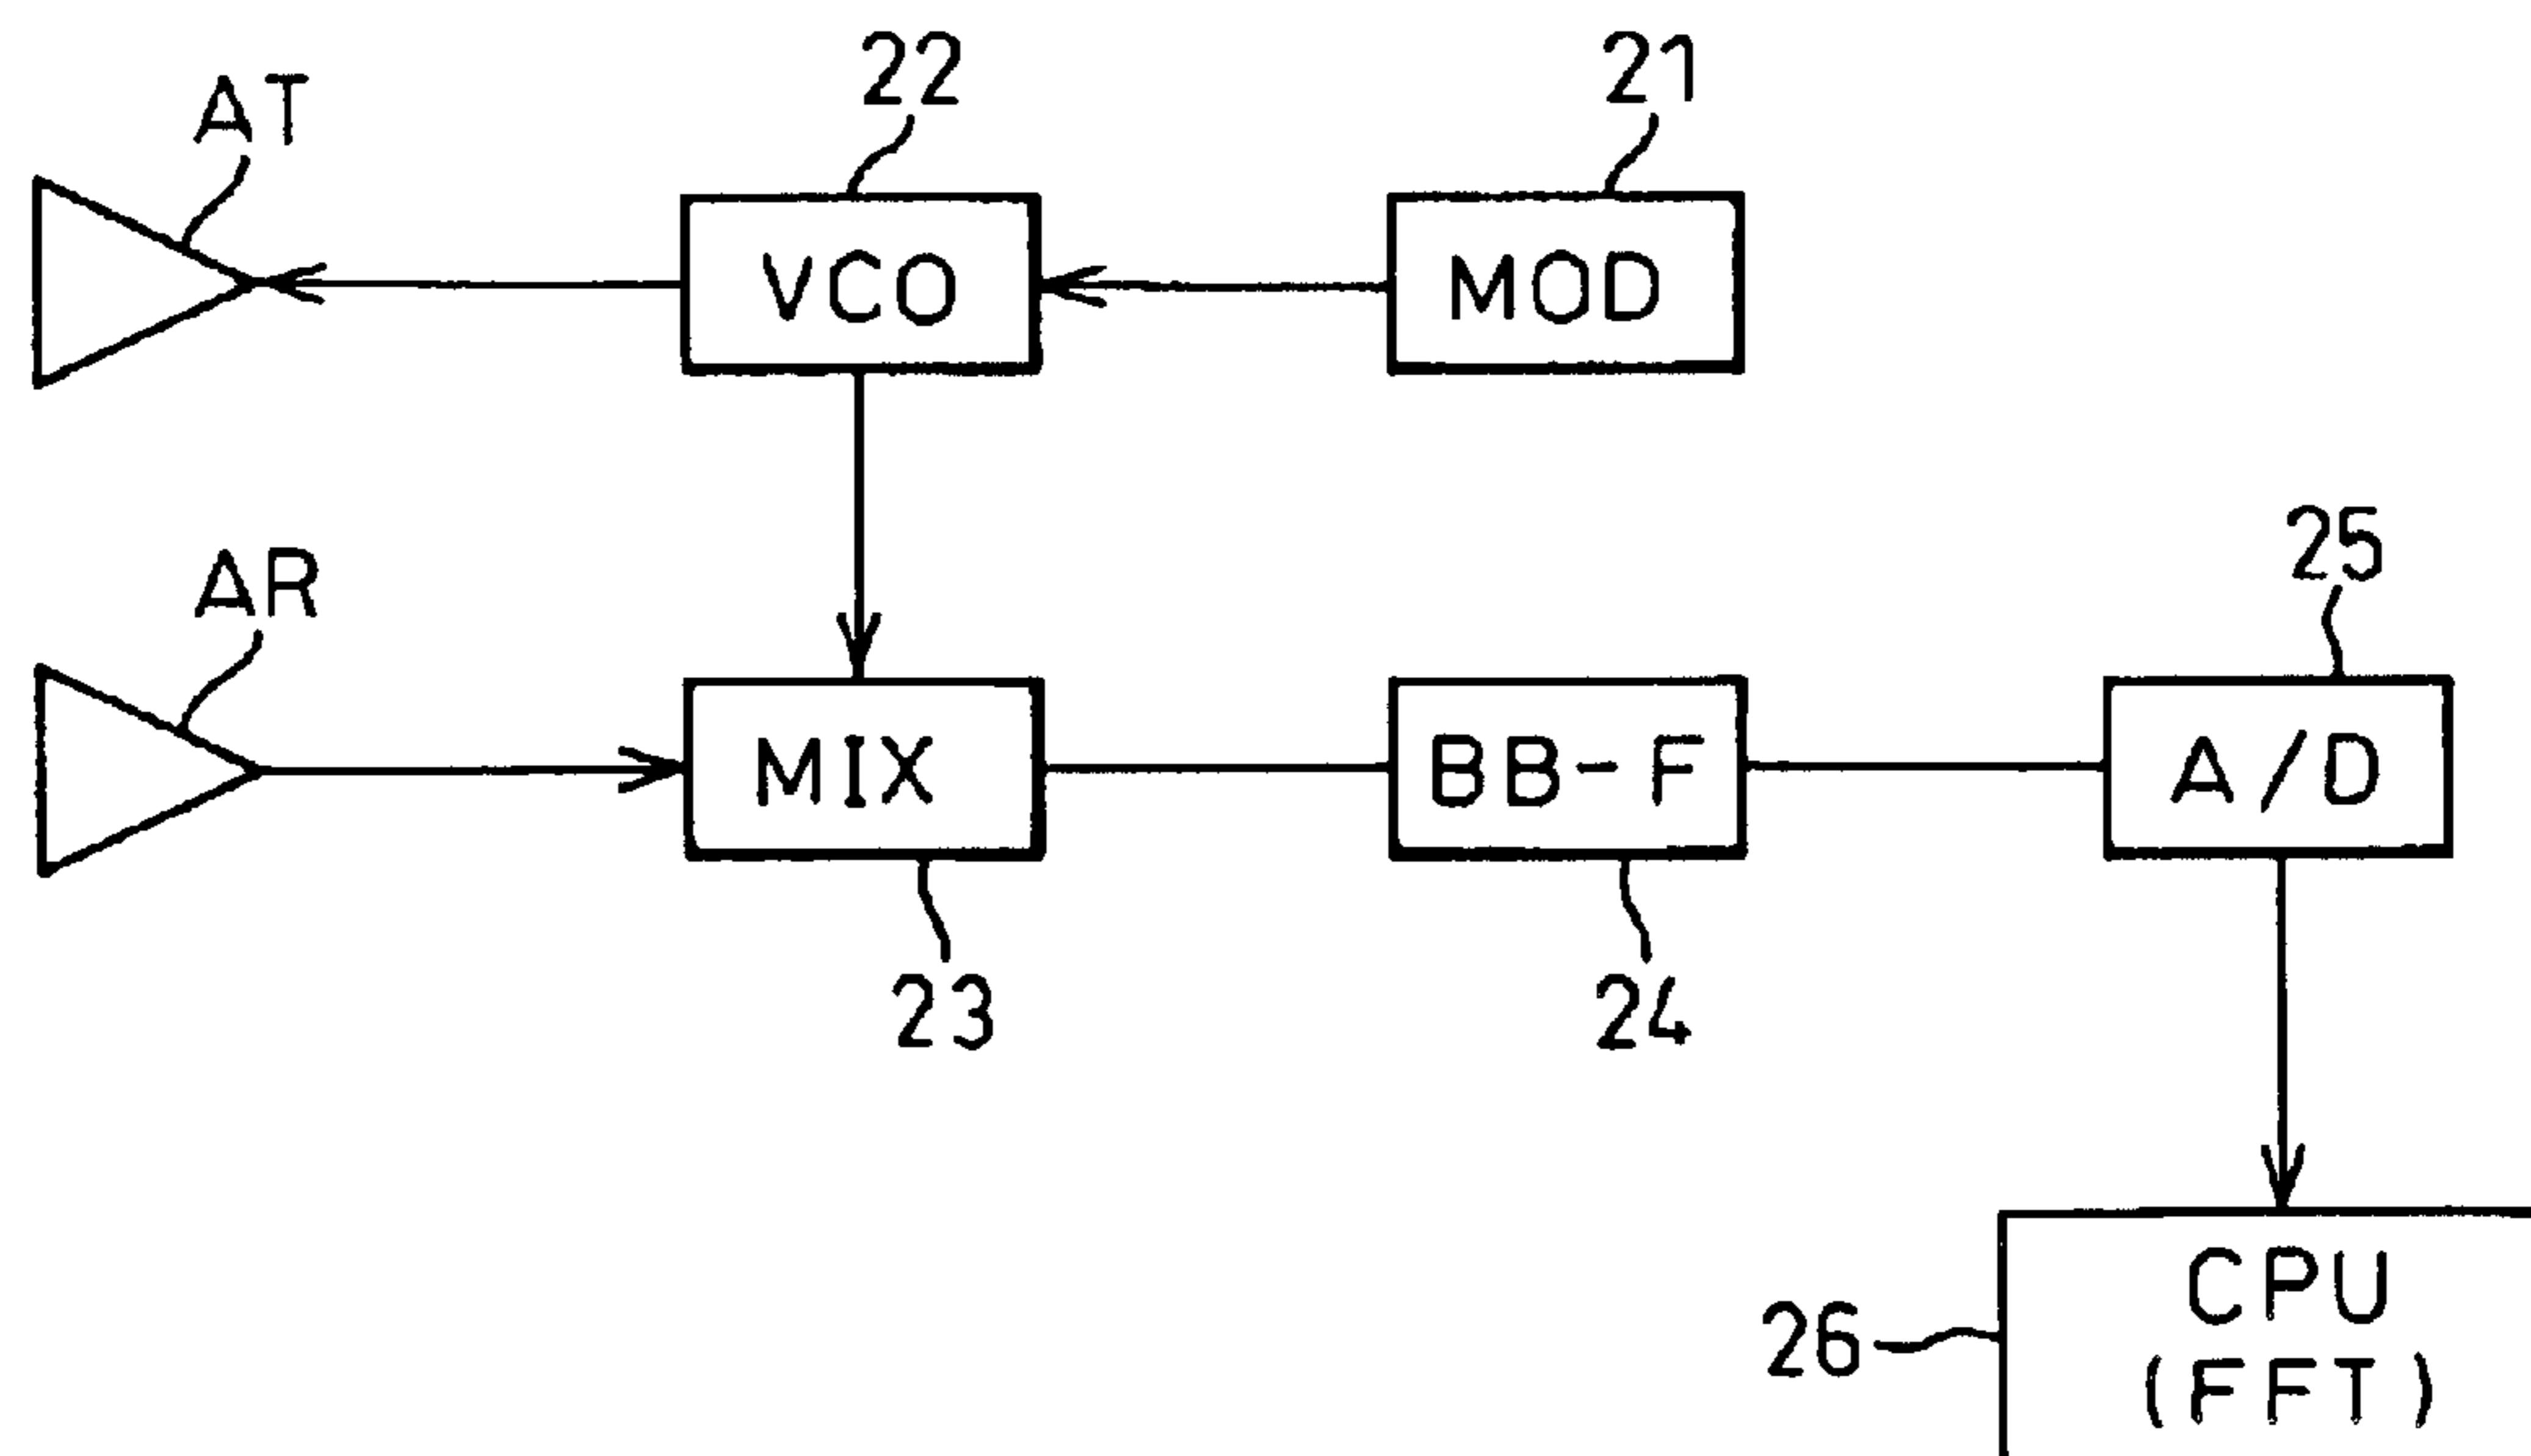 22
21
AT
VCO
MOD
25
AR
MIX
BB-F
A/D
23
24
CPU
26
(FFT)